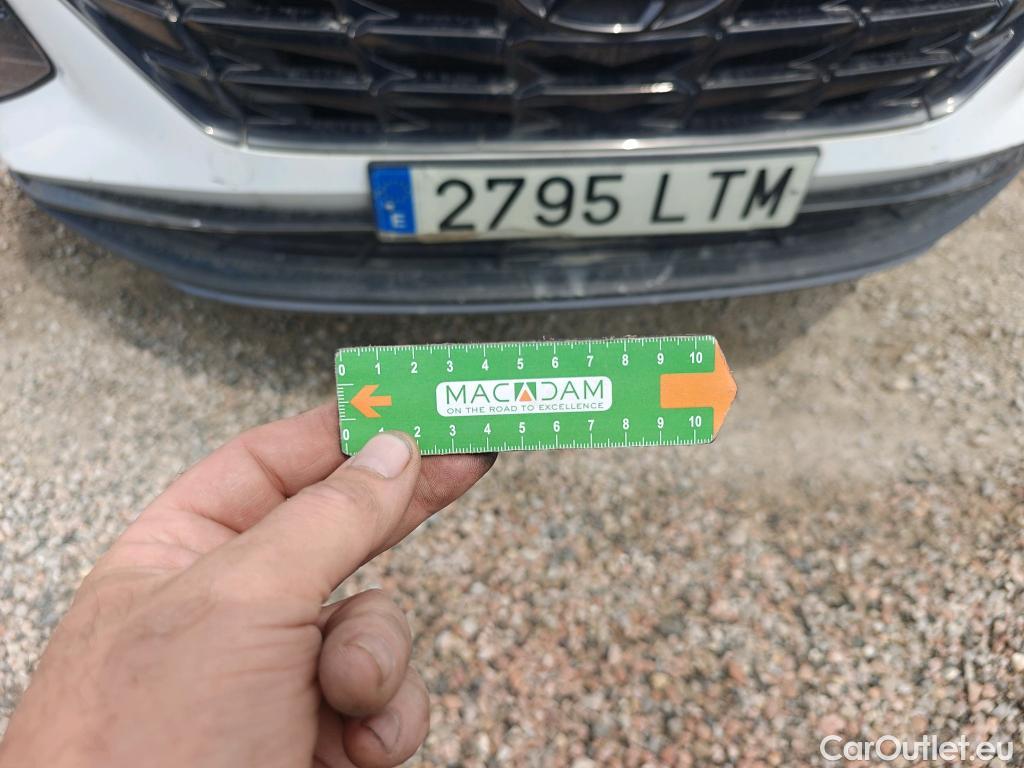 E 2795 LTM
0 1 2 3 4 5 6 7 8 9 10
MACADAM
ON THE ROAD TO EXCELLENCE
0 1 2 3 4 5 6 7 8 9 10
CarOutlet.eu